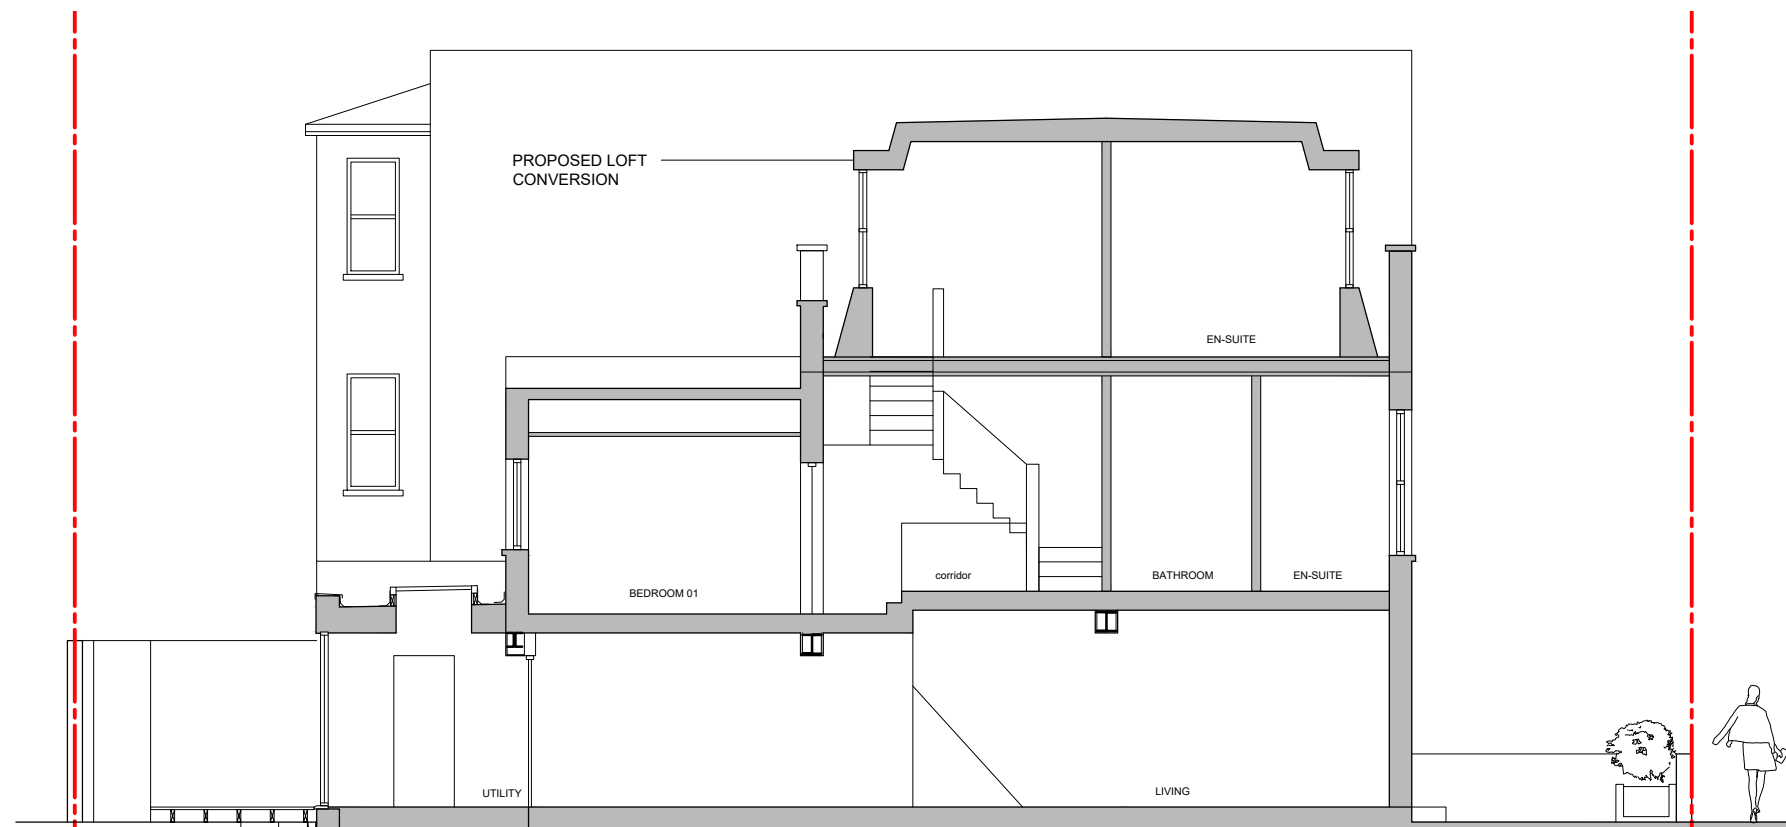 PROPOSED LOFT
CONVERSION
EN-SUITE
corridor
BATHROOM
EN-SUITE
BEDROOM 01
UTILITY
LIVING